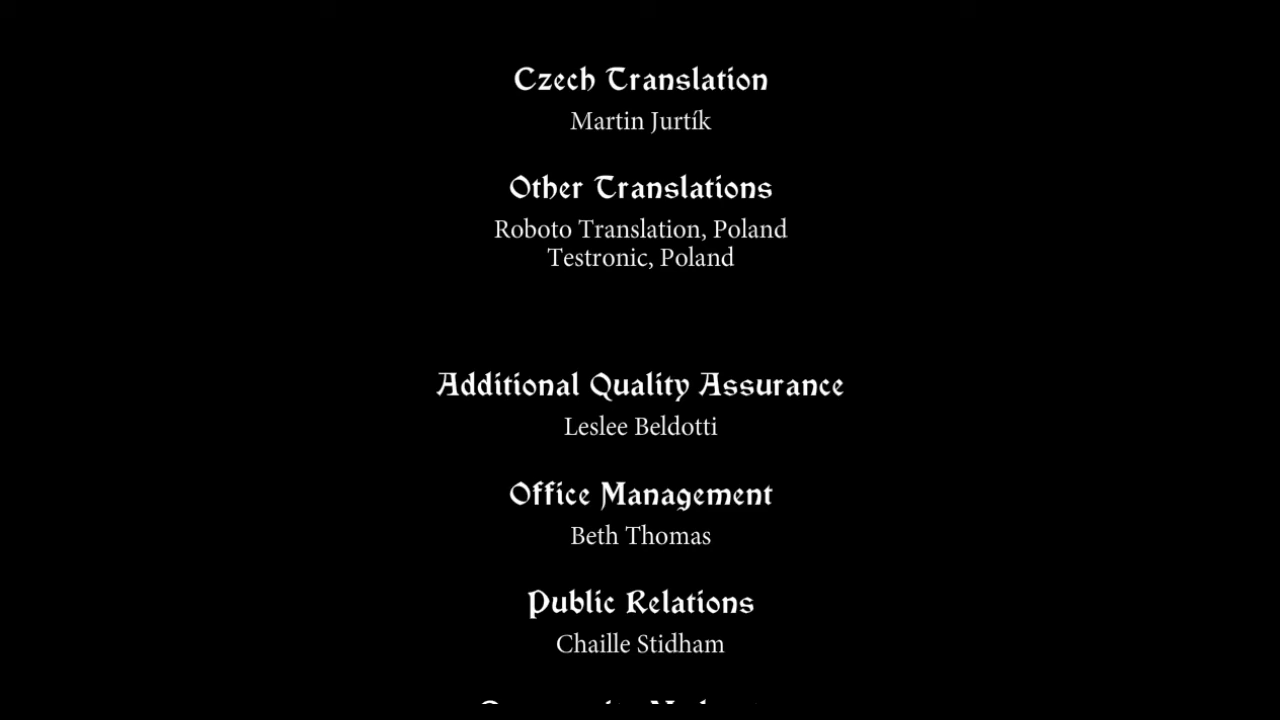 Czech Translation
Martin Jurtík
Other Translations
Roboto Translation, Poland
Testronic, Poland
Additional Quality Assurance
Leslee Beldotti
Office Management
Beth Thomas
Public Relations
Chaille Stidham